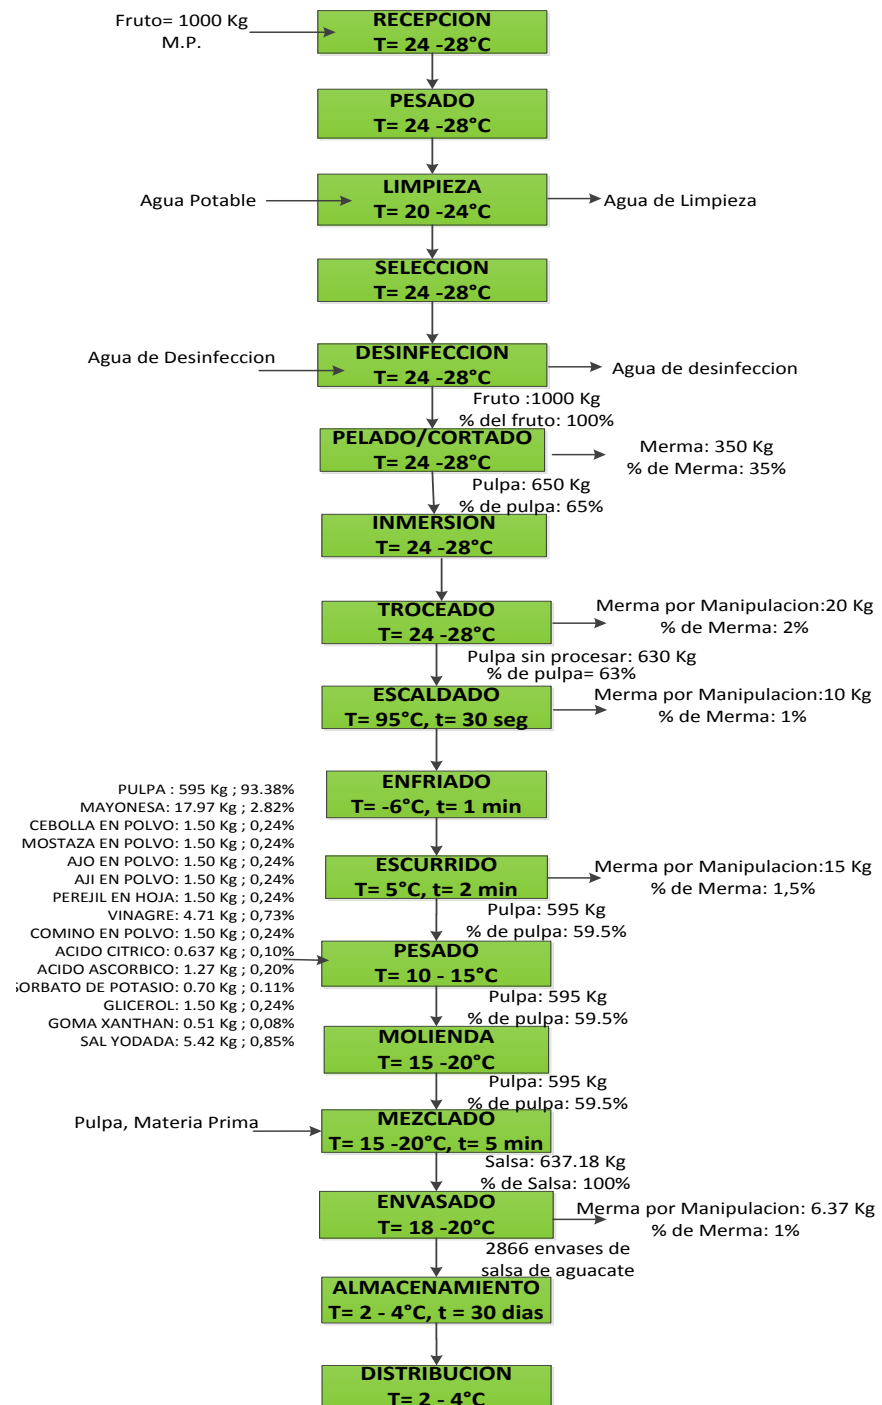 Fruto= 1000 Kg
M.P.
RECEPCION
T= 24 -28°C
PESADO
T= 24 -28°C
Agua Potable
LIMPIEZA
T= 20 -24°C
Agua de Limpieza
SELECCION
T= 24 -28°C
Agua de Desinfeccion
DESINFECCION
T= 24 -28°C
Agua de desinfeccion
Fruto :1000 Kg
% del fruto: 100%
PELADO/CORTADO
T= 24 -28°C
Merma: 350 Kg
% de Merma: 35%
Pulpa: 650 Kg
% de pulpa: 65%
INMERSION
T= 24 -28°C
TROCEADO
T= 24 -28°C
Merma por Manipulacion:20 Kg
% de Merma: 2%
Pulpa sin procesar: 630 Kg
% de pulpa= 63%
ESCALDADO
T= 95°C, t= 30 seg
Merma por Manipulacion:10 Kg
% de Merma: 1%
ENFRIADO
T= -6°C, t= 1 min
PULPA : 595 Kg ; 93.38%
MAYONESA: 17.97 Kg ; 2.82%
CEBOLLA EN POLVO: 1.50 Kg ; 0,24%
MOSTAZA EN POLVO: 1.50 Kg ; 0,24%
AJO EN POLVO: 1.50 Kg ; 0,24%
AJI EN POLVO: 1.50 Kg ; 0,24%
PEREJIL EN HOJA: 1.50 Kg ; 0,24%
VINAGRE: 4.71 Kg ; 0,73%
COMINO EN POLVO: 1.50 Kg ; 0,24%
ACIDO CITRICO: 0.637 Kg ; 0,10%
ACIDO ASCORBICO: 1.27 Kg ; 0,20%
SORBATO DE POTASIO: 0.70 Kg ; 0.11%
GLICEROL: 1.50 Kg ; 0,24%
GOMA XANTHAN: 0.51 Kg ; 0,08%
SAL YODADA: 5.42 Kg ; 0,85%
ESCURRIDO
T= 5°C, t= 2 min
Merma por Manipulacion:15 Kg
% de Merma: 1,5%
Pulpa: 595 Kg
% de pulpa: 59.5%
PESADO
T= 10 - 15°C
Pulpa: 595 Kg
% de pulpa: 59.5%
MOLIENDA
T= 15 -20°C
Pulpa: 595 Kg
% de pulpa: 59.5%
Pulpa, Materia Prima
MEZCLADO
T= 15 -20°C, t= 5 min
Salsa: 637.18 Kg
% de Salsa: 100%
ENVASADO
T= 18 -20°C
Merma por Manipulacion: 6.37 Kg
% de Merma: 1%
2866 envases de
salsa de aguacate
ALMACENAMIENTO
T= 2 - 4°C, t = 30 dias
DISTRIBUCION
T= 2 - 4°C